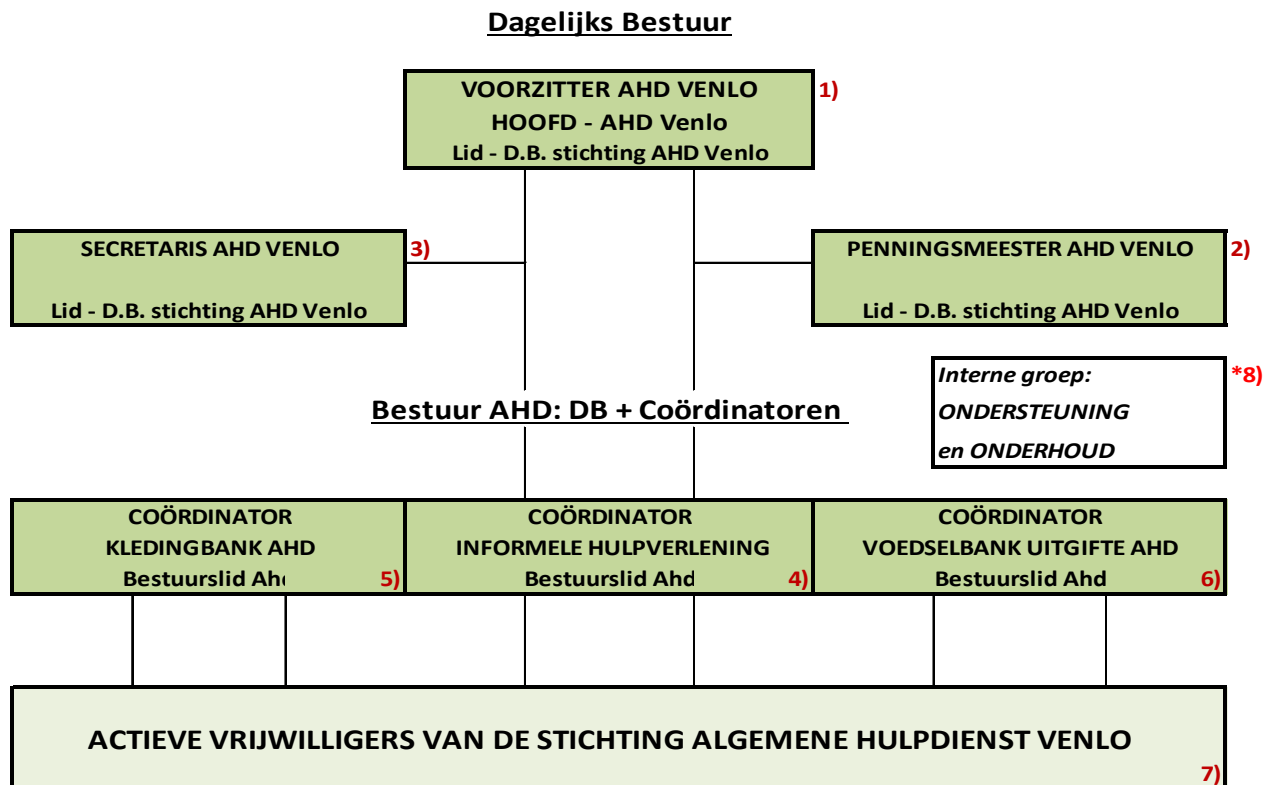 Dagelijks Bestuur
VOORZITTER AHD VENLO 1)
HOOFD - AHD Venlo
Lid - D.B. stichting AHD Venlo
SECRETARIS AHD VENLO 3)
Lid - D.B. stichting AHD Venlo
PENNINGSMEESTER AHD VENLO 2)
Lid - D.B. stichting AHD Venlo
Interne groep: *8)
ONDERSTEUNING
en ONDERHOUD
Bestuur AHD: DB + Coördinatoren
COÖRDINATOR
KLEDINGBANK AHD
Bestuurslid Ahd 5)
COÖRDINATOR
INFORMELE HULPVERLENING
Bestuurslid Ahd 4)
COÖRDINATOR
VOEDSELBANK UITGIFTE AHD
Bestuurslid Ahd 6)
ACTIEVE VRIJWILLIGERS VAN DE STICHTING ALGEMENE HULPDIENST VENLO
7)